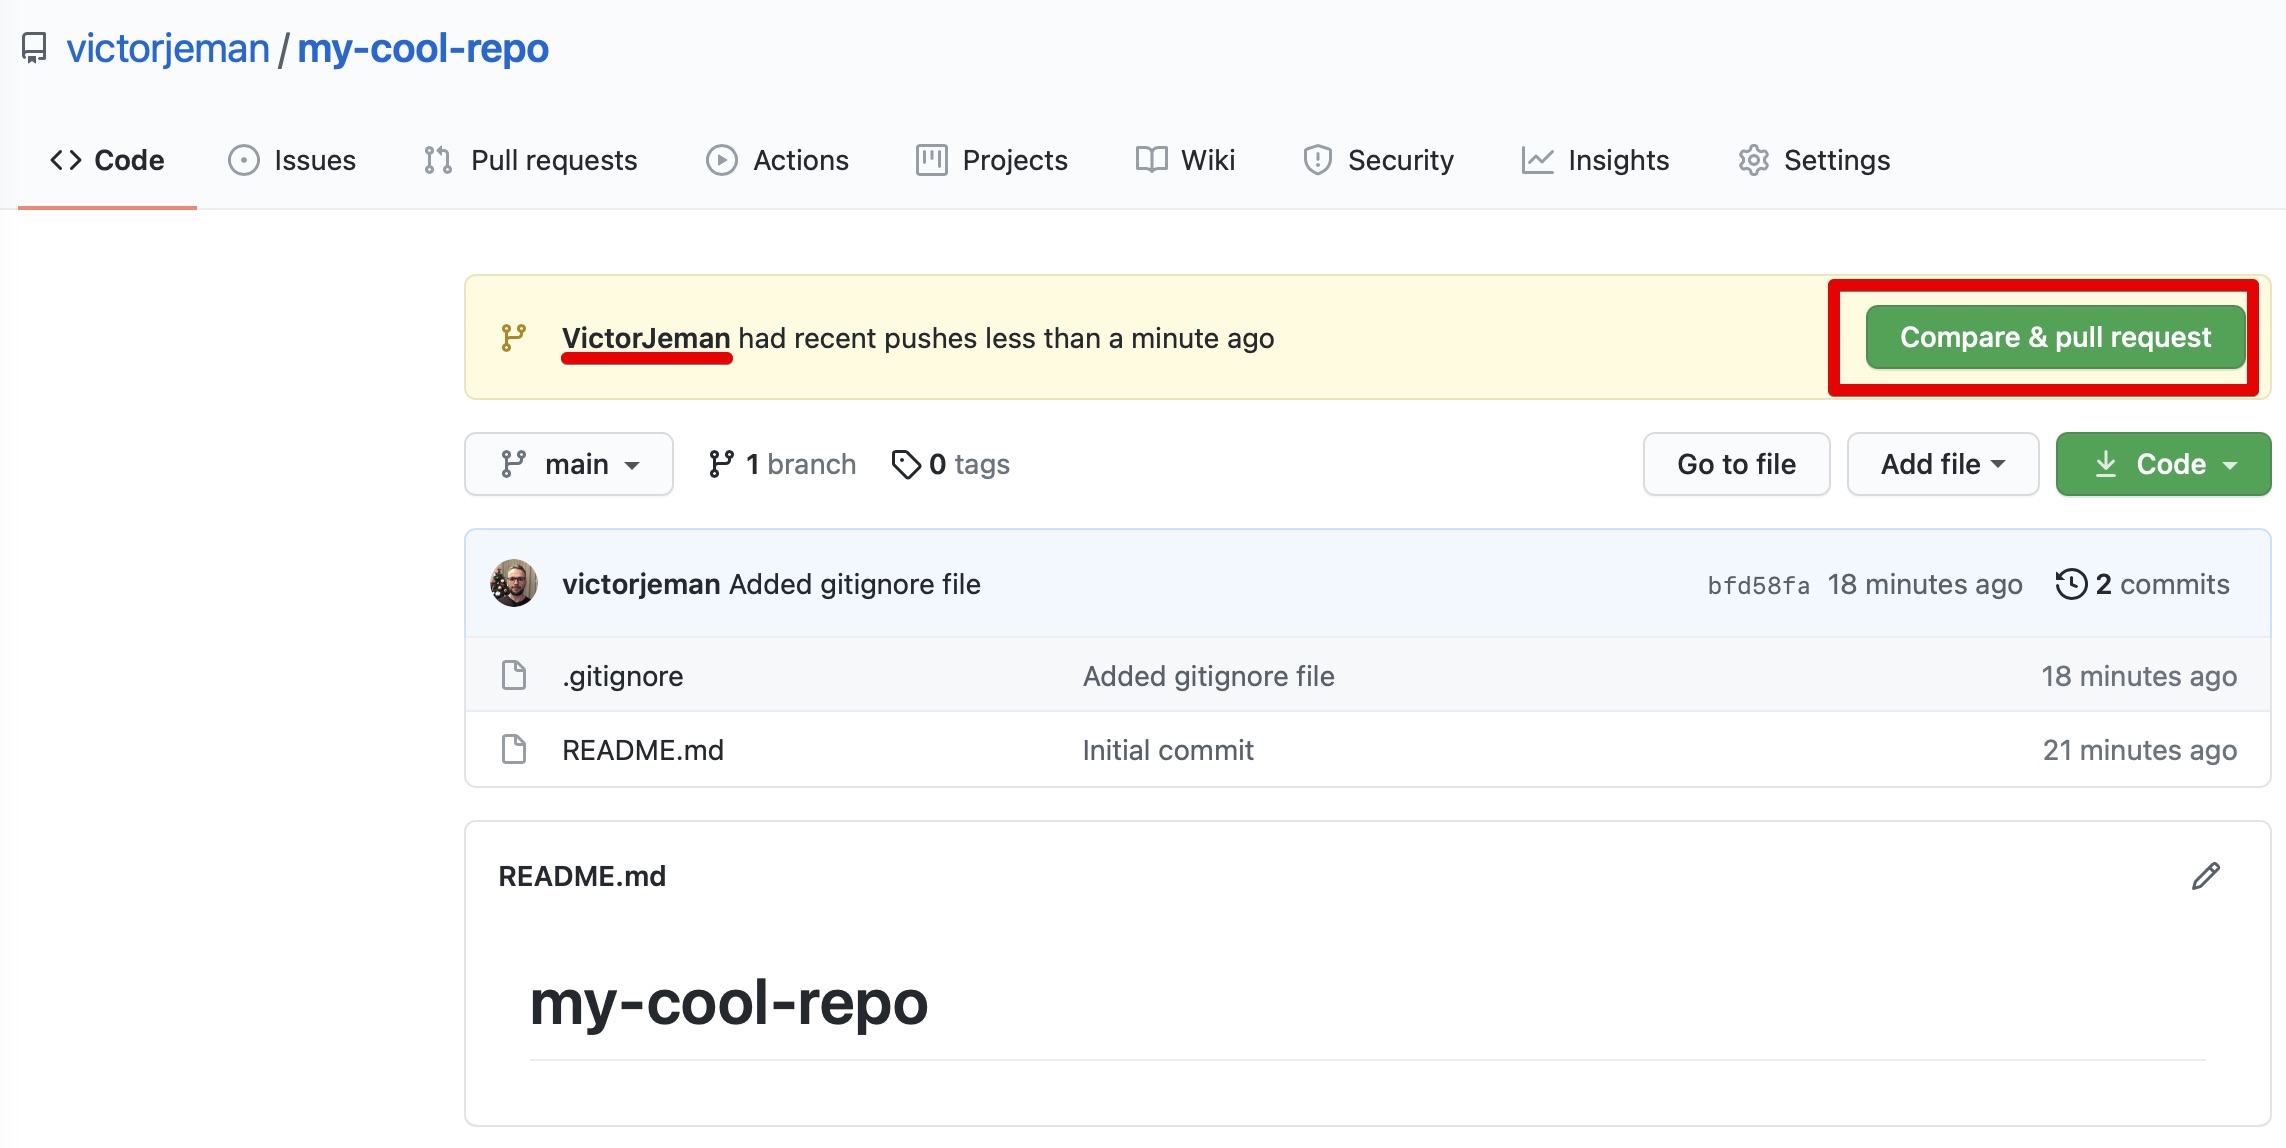 victorjeman / my-cool-repo
Code Issues Pull requests Actions Projects Wiki Security Insights Settings
VictorJeman had recent pushes less than a minute ago Compare & pull request
main 1 branch 0 tags Go to file Add file Code
victorjeman Added gitignore file bfd58fa 18 minutes ago 2 commits
.gitignore Added gitignore file 18 minutes ago
README.md Initial commit 21 minutes ago
README.md
my-cool-repo